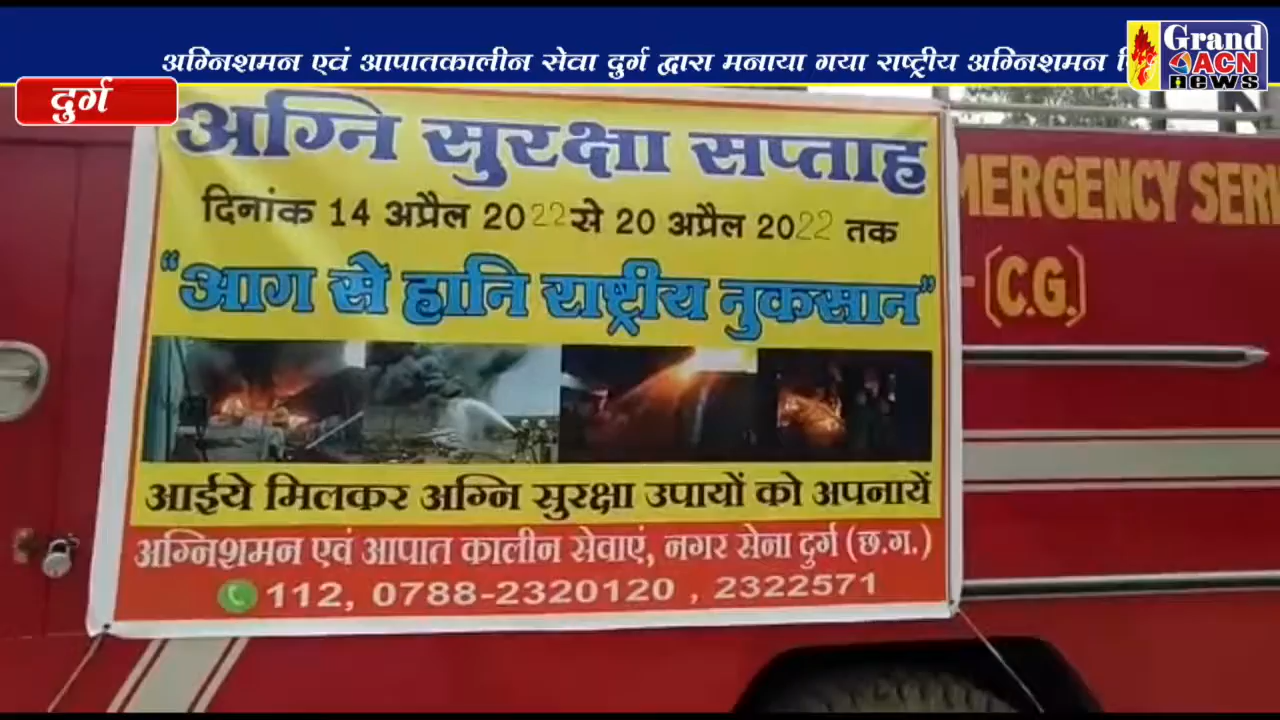 अग्निशमन एवं आपातकालीन सेवा दुर्ग द्वारा मनाया गया राष्ट्रीय अग्निशमन
Grand
ACN
news
दुर्ग
अग्नि सुरक्षा सप्ताह
दिनांक 14 अप्रैल 2022 से 20 अप्रैल 2022 तक
“आग से हानि राष्ट्रीय नुकसान”
आईये मिलकर अग्नि सुरक्षा उपायों को अपनायें
अग्निशमन एवं आपात कालीन सेवाएं, नगर सेना दुर्ग (छ.ग.)
112, 0788-2320120 , 2322571
MERGENCY SERI
- (C.G.)